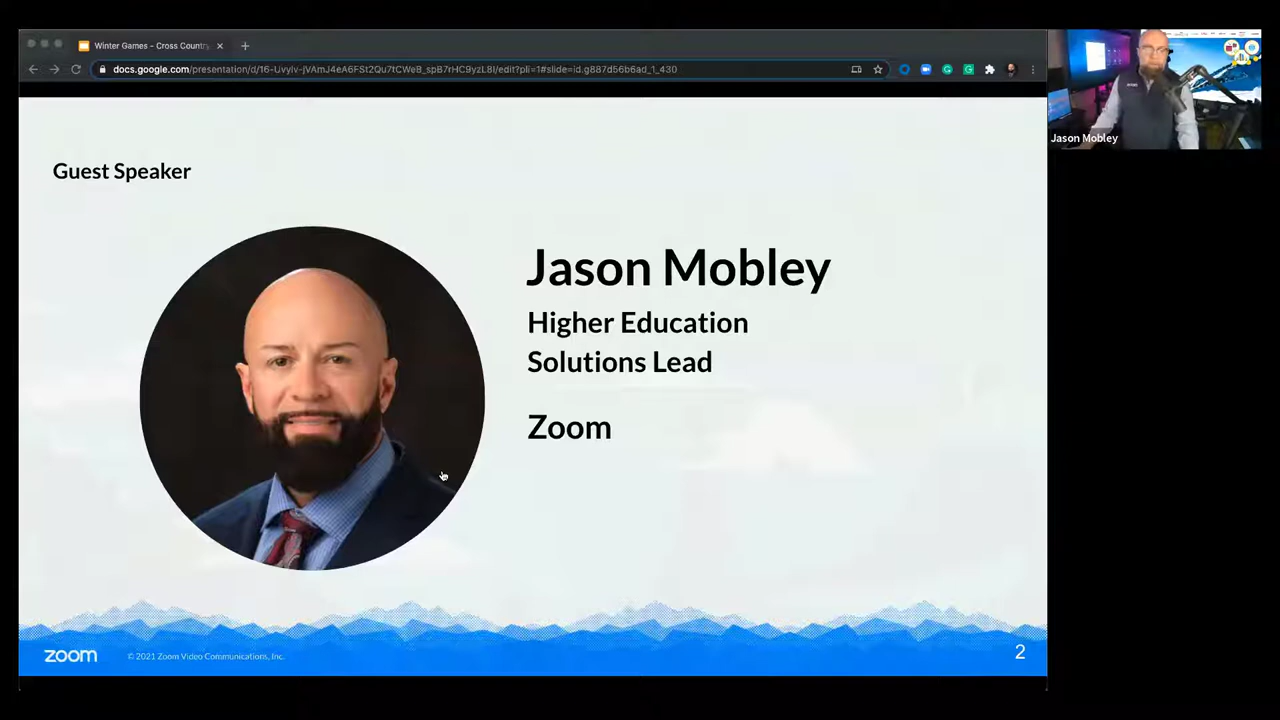 Winter Games - Cross Country
docs.google.com/presentation/d/16-Uvyiv-jVAmJ4eA6FSt2Qu7tCWeB_spB7rHC9yzL8I/edit?pli=1#slide=id.g887d56b6ad_1_430
Jason Mobley
Guest Speaker
Jason Mobley
Higher Education
Solutions Lead
Zoom
zoom
© 2021 Zoom Video Communications, Inc.
2